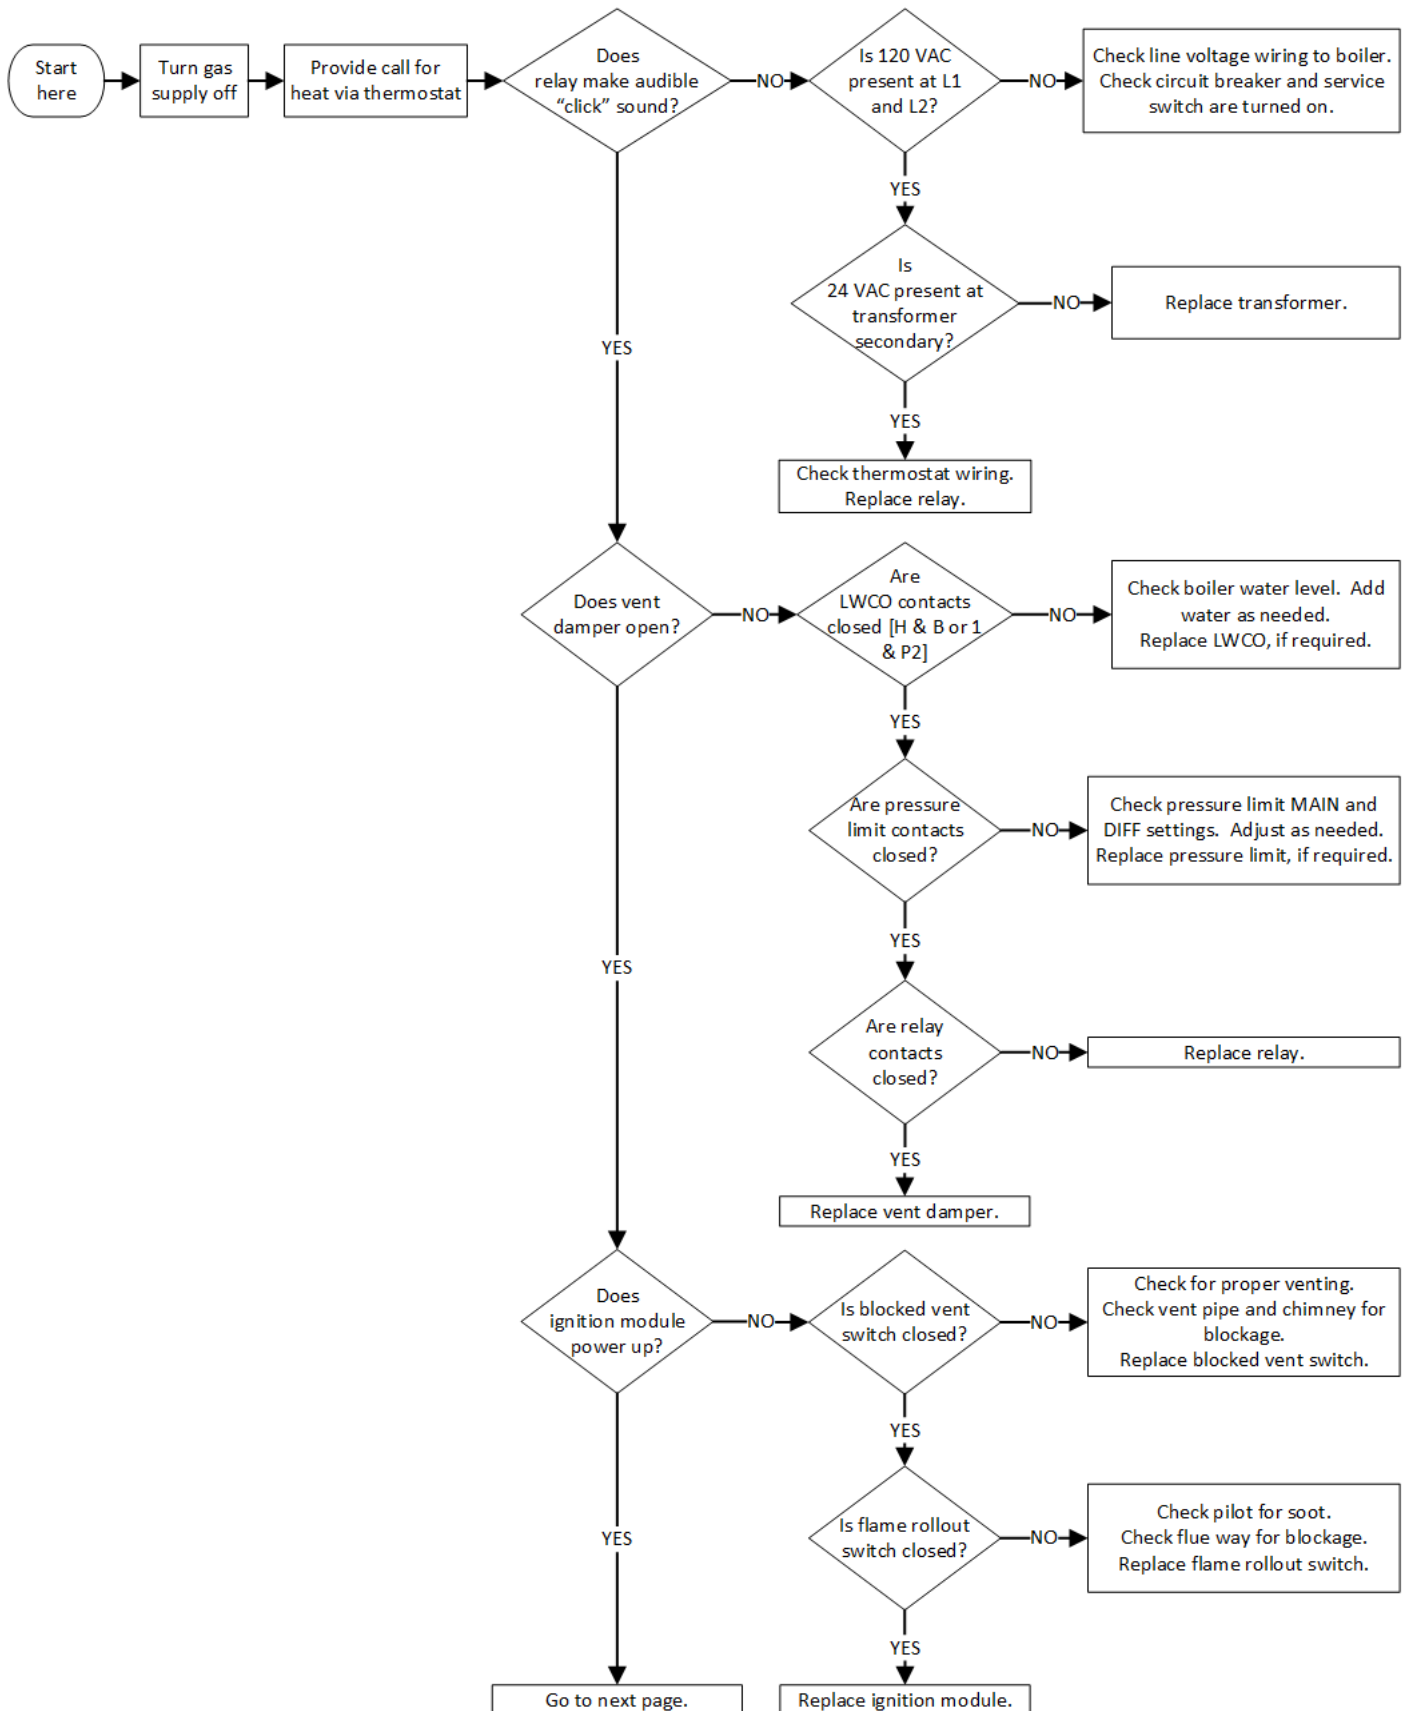 Start
here
Turn gas
supply off
Provide call for
heat via thermostat
Does
relay make audible
“click” sound?
NO
Is 120 VAC
present at L1
and L2?
NO
Check line voltage wiring to boiler.
Check circuit breaker and service
switch are turned on.
YES
Is
24 VAC present at
transformer
secondary?
NO
Replace transformer.
YES
Check thermostat wiring.
Replace relay.
YES
Does vent
damper open?
NO
Are
LWCO contacts
closed [H & B or 1
& P2]
NO
Check boiler water level. Add
water as needed.
Replace LWCO, if required.
YES
Are pressure
limit contacts
closed?
NO
Check pressure limit MAIN and
DIFF settings. Adjust as needed.
Replace pressure limit, if required.
YES
Are relay
contacts
closed?
NO
Replace relay.
YES
Replace vent damper.
YES
Does
ignition module
power up?
NO
Is blocked vent
switch closed?
NO
Check for proper venting.
Check vent pipe and chimney for
blockage.
Replace blocked vent switch.
YES
Is flame rollout
switch closed?
NO
Check pilot for soot.
Check flue way for blockage.
Replace flame rollout switch.
YES
Replace ignition module.
YES
Go to next page.